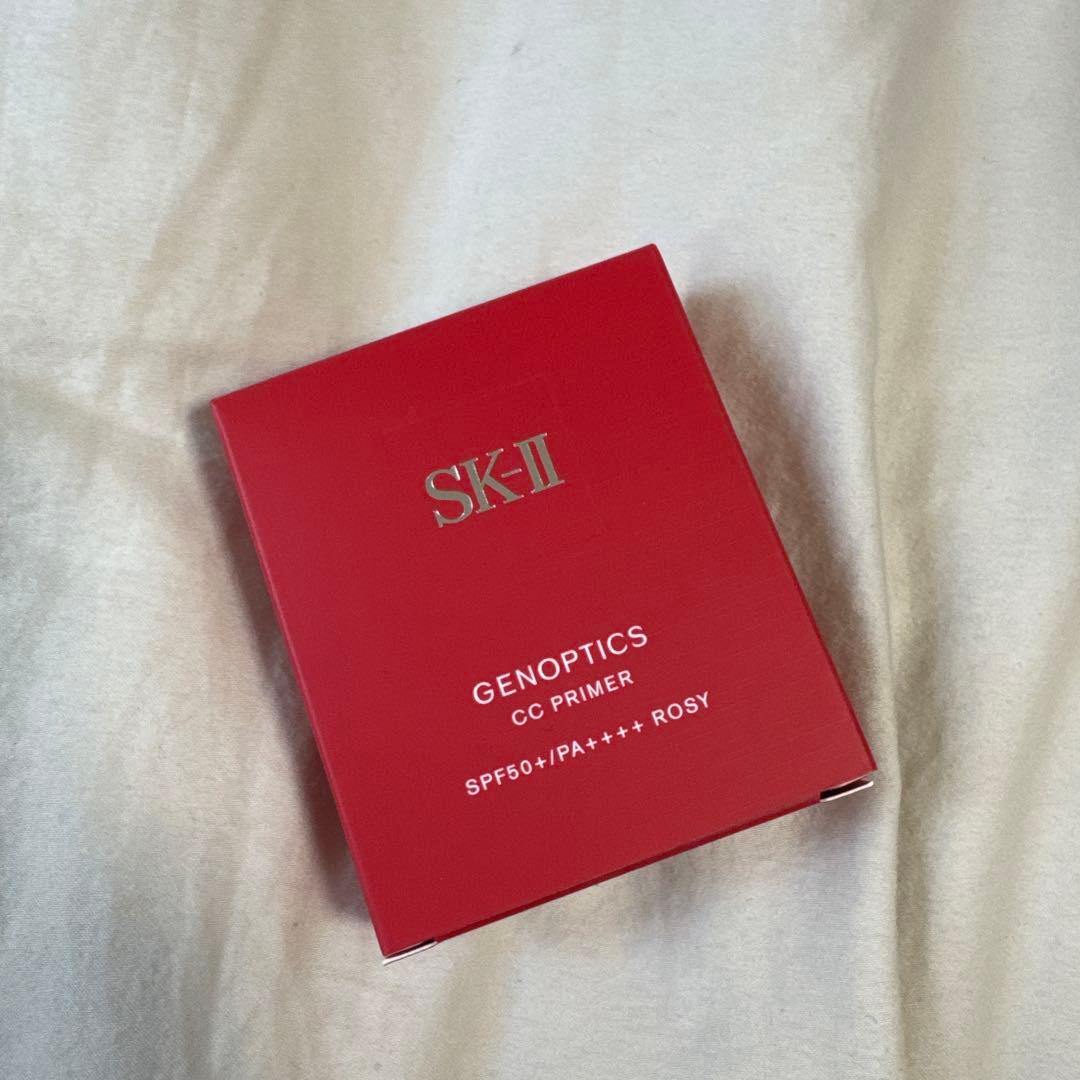 SK-II
GENOPTICS
CC PRIMER
SPF50+/PA++++ ROSY